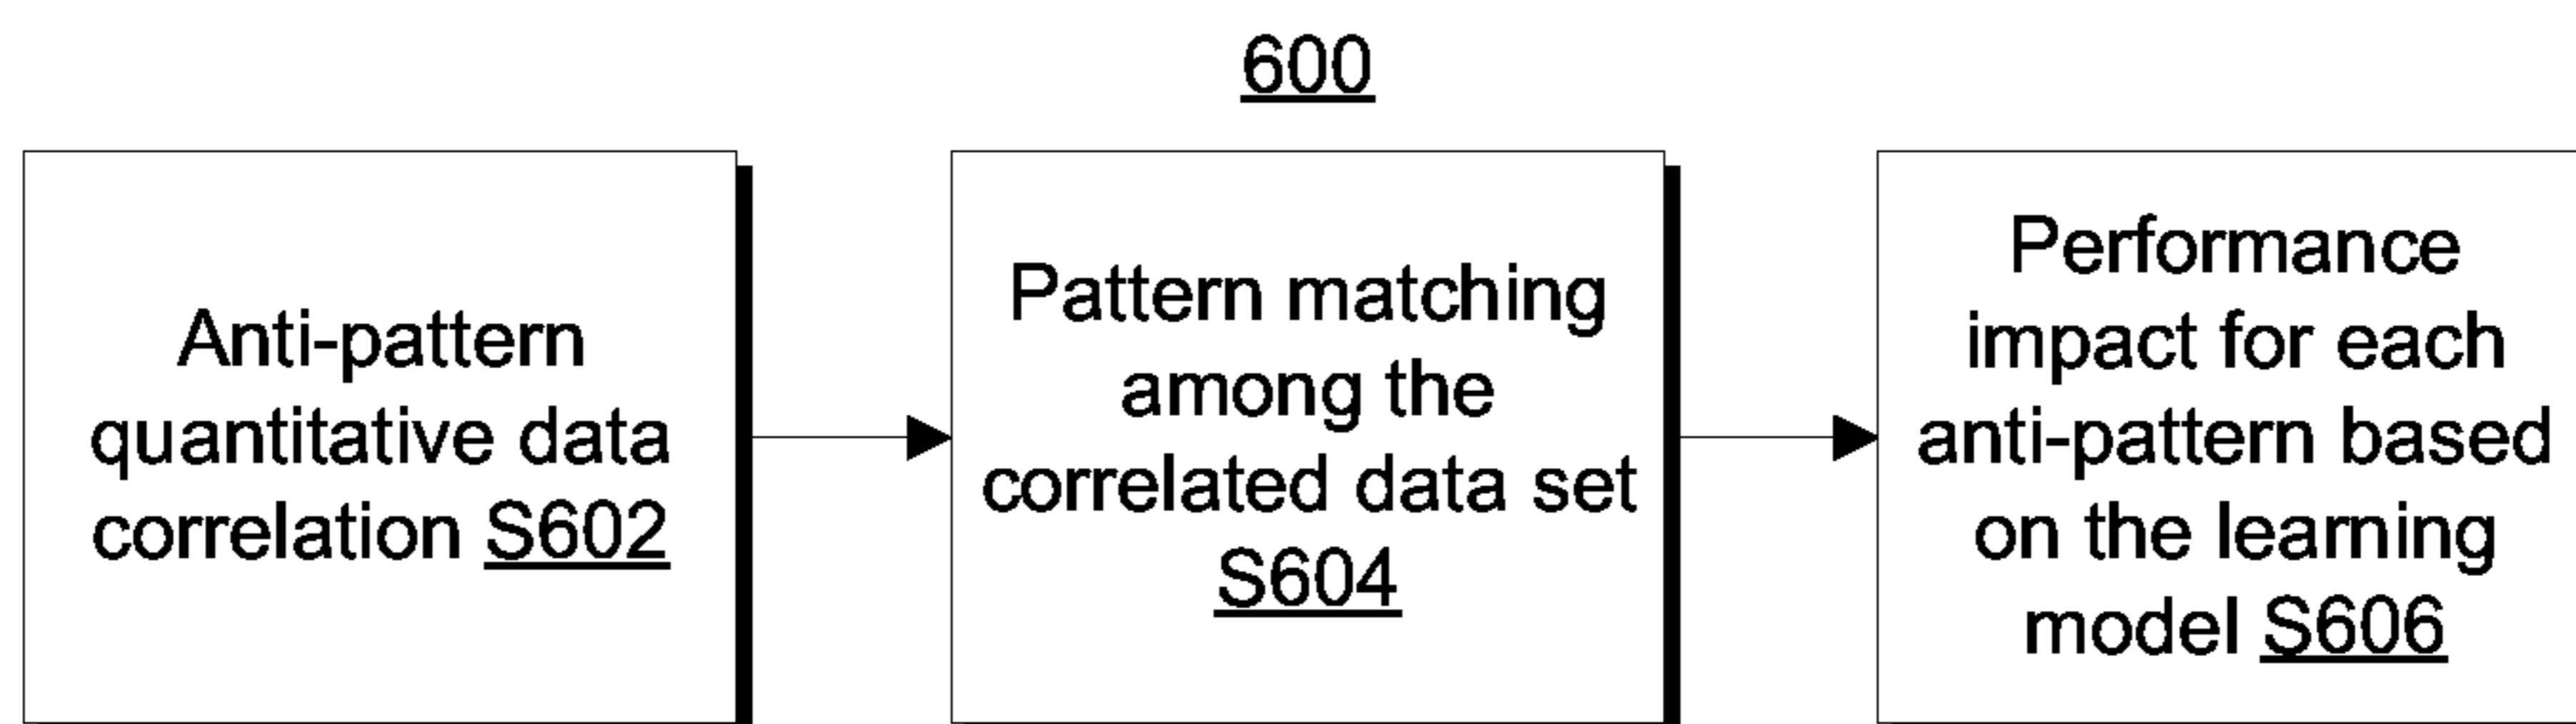 600
Anti-pattern
quantitative data
correlation S602
Pattern matching
among the
correlated data set
S604
Performance
impact for each
anti-pattern based
on the learning
model S606